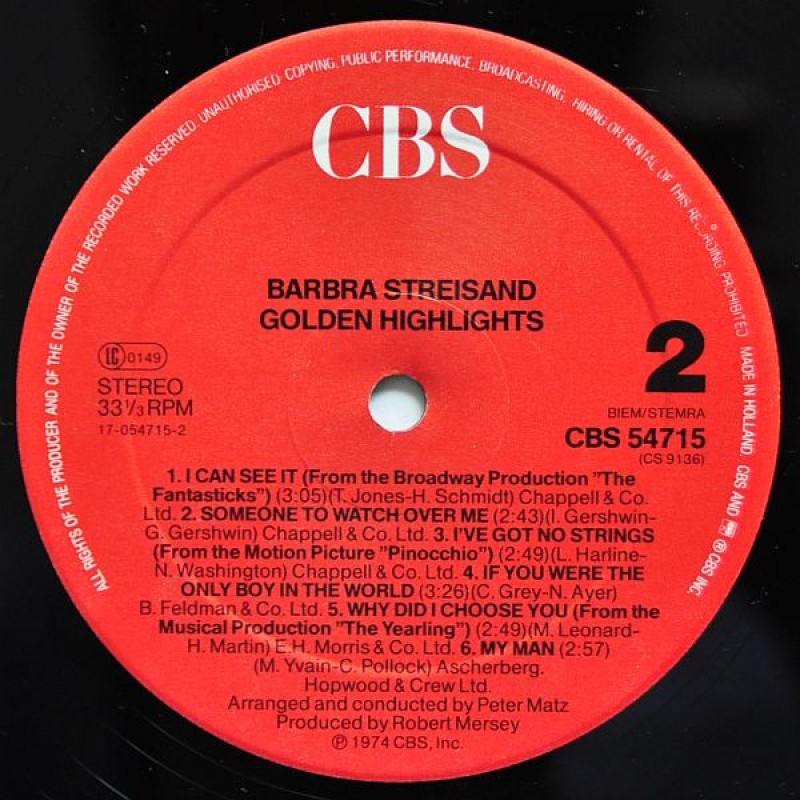 ALL RIGHTS OF THE PRODUCER AND OF THE OWNER OF THE RECORDED WORK RESERVED. UNAUTHORISED COPYING, PUBLIC PERFORMANCE, BROADCASTING, HIRING OR RENTAL OF THIS RECORDING PROHIBITED. MADE IN HOLLAND. CBS AND ℗ CBS INC.
CBS
BARBRA STREISAND
GOLDEN HIGHLIGHTS
LC 0149
STEREO
33 1/3 RPM
17-054715-2
2
BIEM/STEMRA
CBS 54715
(CS 9136)
1. I CAN SEE IT (From the Broadway Production "The
Fantasticks") (3:05)(T. Jones-H. Schmidt) Chappell & Co.
Ltd. 2. SOMEONE TO WATCH OVER ME (2:43)(I. Gershwin-
G. Gershwin) Chappell & Co. Ltd. 3. I'VE GOT NO STRINGS
(From the Motion Picture "Pinocchio") (2:49)(L. Harline-
N. Washington) Chappell & Co. Ltd. 4. IF YOU WERE THE
ONLY BOY IN THE WORLD (3:26)(C. Grey-N. Ayer)
B. Feldman & Co. Ltd. 5. WHY DID I CHOOSE YOU (From the
Musical Production "The Yearling") (2:49)(M. Leonard-
H. Martin) E.H. Morris & Co. Ltd. 6. MY MAN (2:57)
(M. Yvain-C. Pollock) Ascherberg.
Hopwood & Crew Ltd.
Arranged and conducted by Peter Matz
Produced by Robert Mersey
℗ 1974 CBS, Inc.